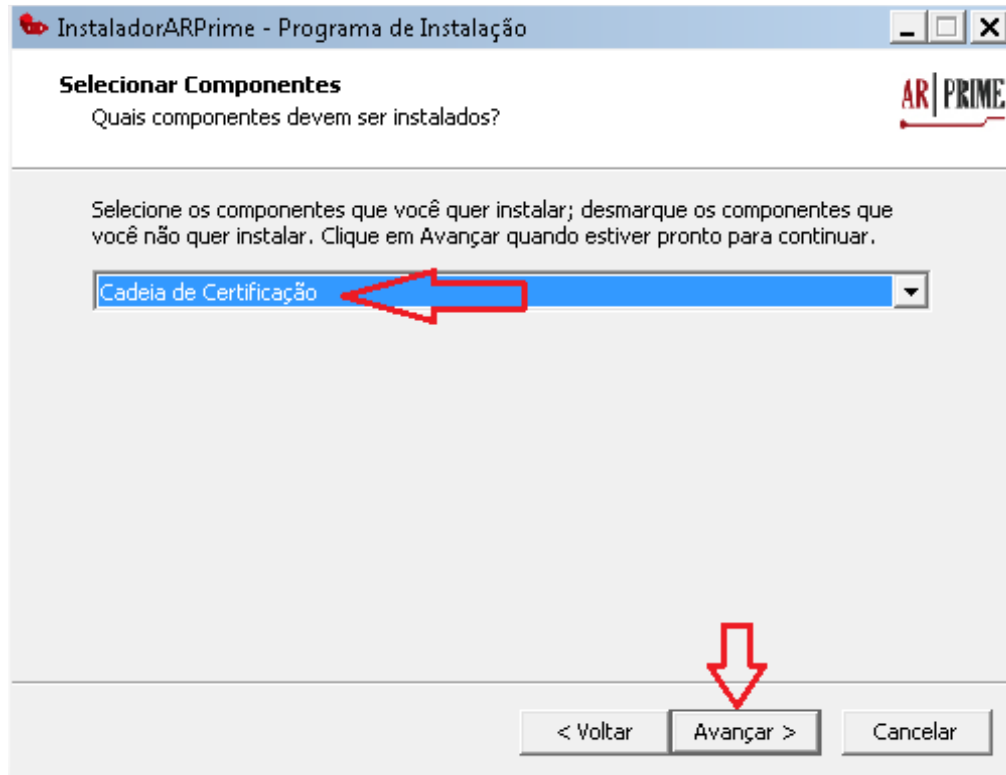 InstaladorARPrime - Programa de Instalação
Selecionar Componentes
Quais componentes devem ser instalados?
AR PRIME
Selecione os componentes que você quer instalar; desmarque os componentes que
você não quer instalar. Clique em Avançar quando estiver pronto para continuar.
Cadeia de Certificação
< Voltar Avançar > Cancelar